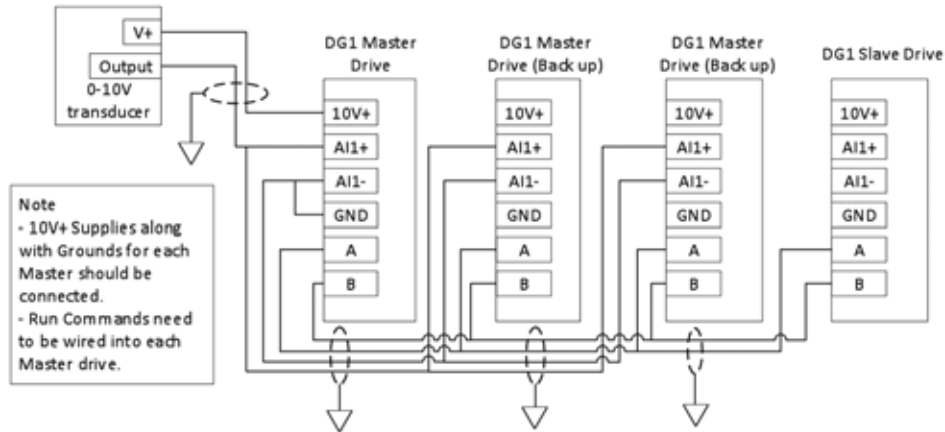 V+
Output
0-10V
transducer
DG1 Master
Drive
10V+
AI1+
AI1-
GND
A
B
DG1 Master
Drive (Back up)
10V+
AI1+
AI1-
GND
A
B
DG1 Master
Drive (Back up)
10V+
AI1+
AI1-
GND
A
B
DG1 Slave Drive
10V+
AI1+
AI1-
GND
A
B
Note
- 10V+ Supplies along
with Grounds for each
Master should be
connected.
- Run Commands need
to be wired into each
Master drive.